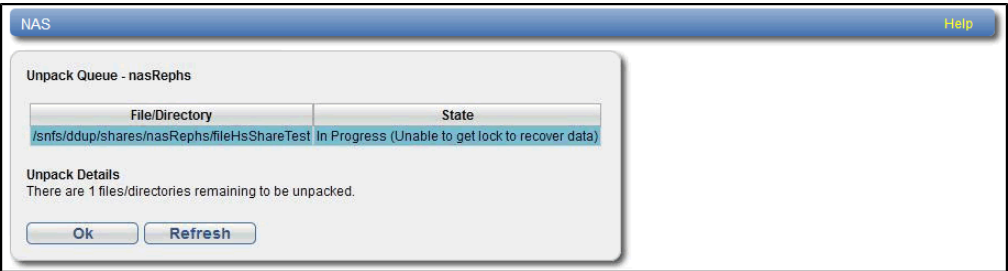 NAS Help
Unpack Queue - nasRephs
File/Directory State
/snfs/ddup/shares/nasRephs/fileHsShareTest In Progress (Unable to get lock to recover data)
Unpack Details
There are 1 files/directories remaining to be unpacked.
Ok Refresh